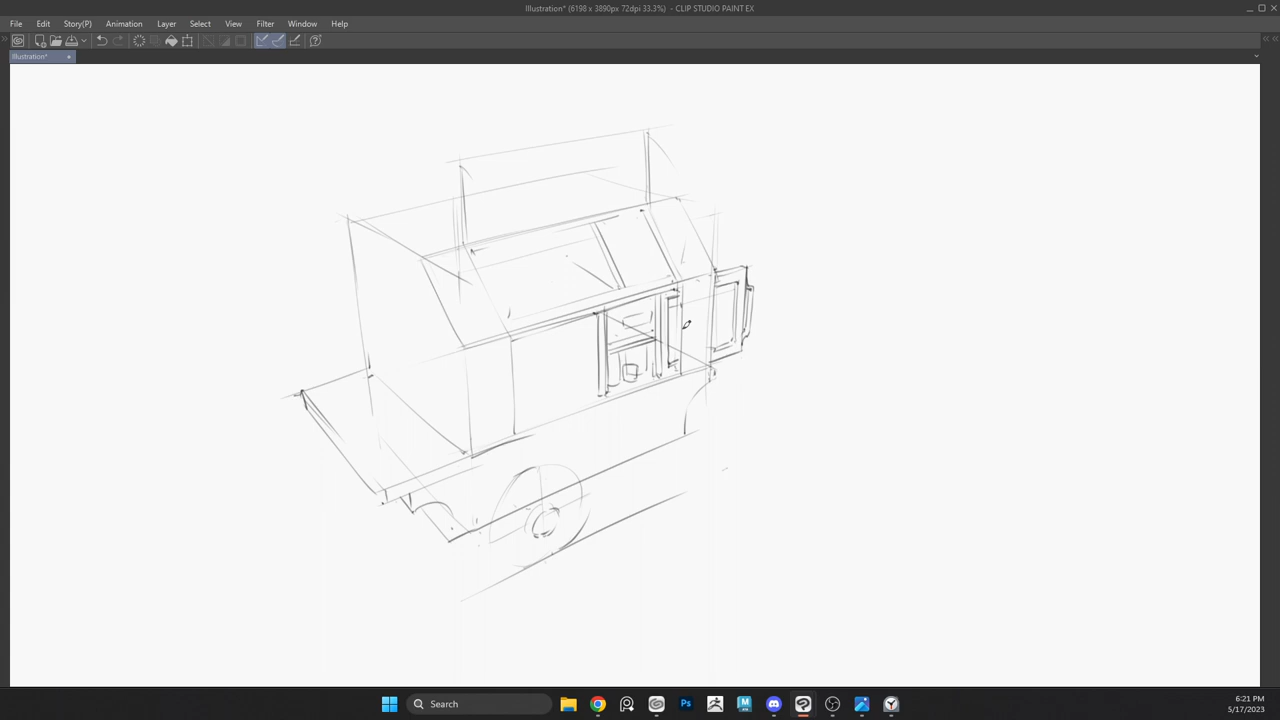 Illustration* (6198 x 3890px 72dpi 33.3%) - CLIP STUDIO PAINT EX
File Edit Story(P) Animation Layer Select View Filter Window Help
Illustration*
Search
Ps
6:21 PM
5/17/2023